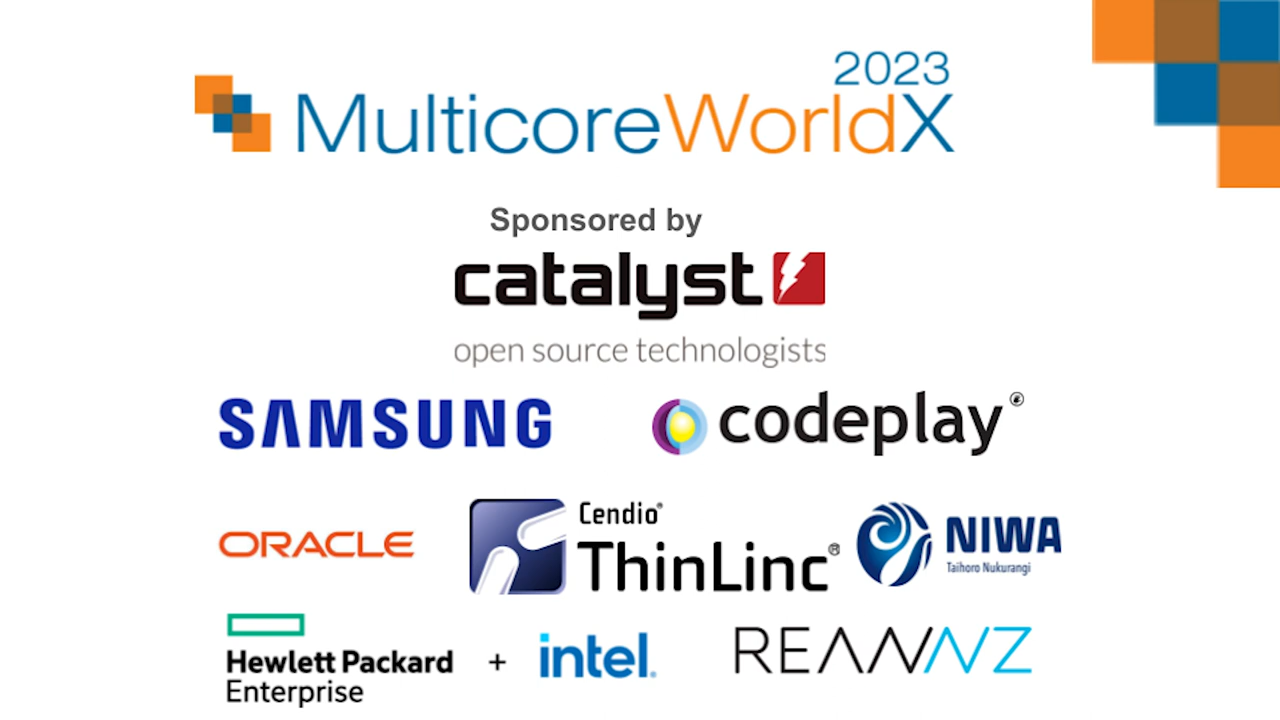 2023
MulticoreWorldX
Sponsored by
catalyst
open source technologists
SAMSUNG
codeplay®
ORACLE
Cendio®
ThinLinc®
NIWA
Taihoro Nukurangi
Hewlett Packard
Enterprise
+
intel.
REANNZ